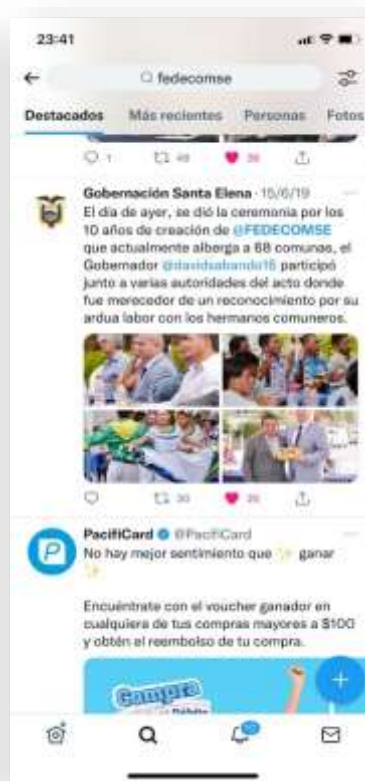 23:41
fedecomse
Destacados Más recientes Personas Fotos
1 49 39
Gobernación Santa Elena · 15/6/19
El día de ayer, se dió la ceremonia por los
10 años de creación de @FEDECOMSE
que actualmente alberga a 68 comunas, el
Gobernador @davidsabando16 participó
junto a varias autoridades del acto donde
fue merecedor de un reconocimiento por su
ardua labor con los hermanos comuneros.
30 35
PacifiCard @PacifiCard
No hay mejor sentimiento que ✨ ganar
✨
Encuéntrate con el voucher ganador en
cualquiera de tus compras mayores a $100
y obtén el reembolso de tu compra.
Compra